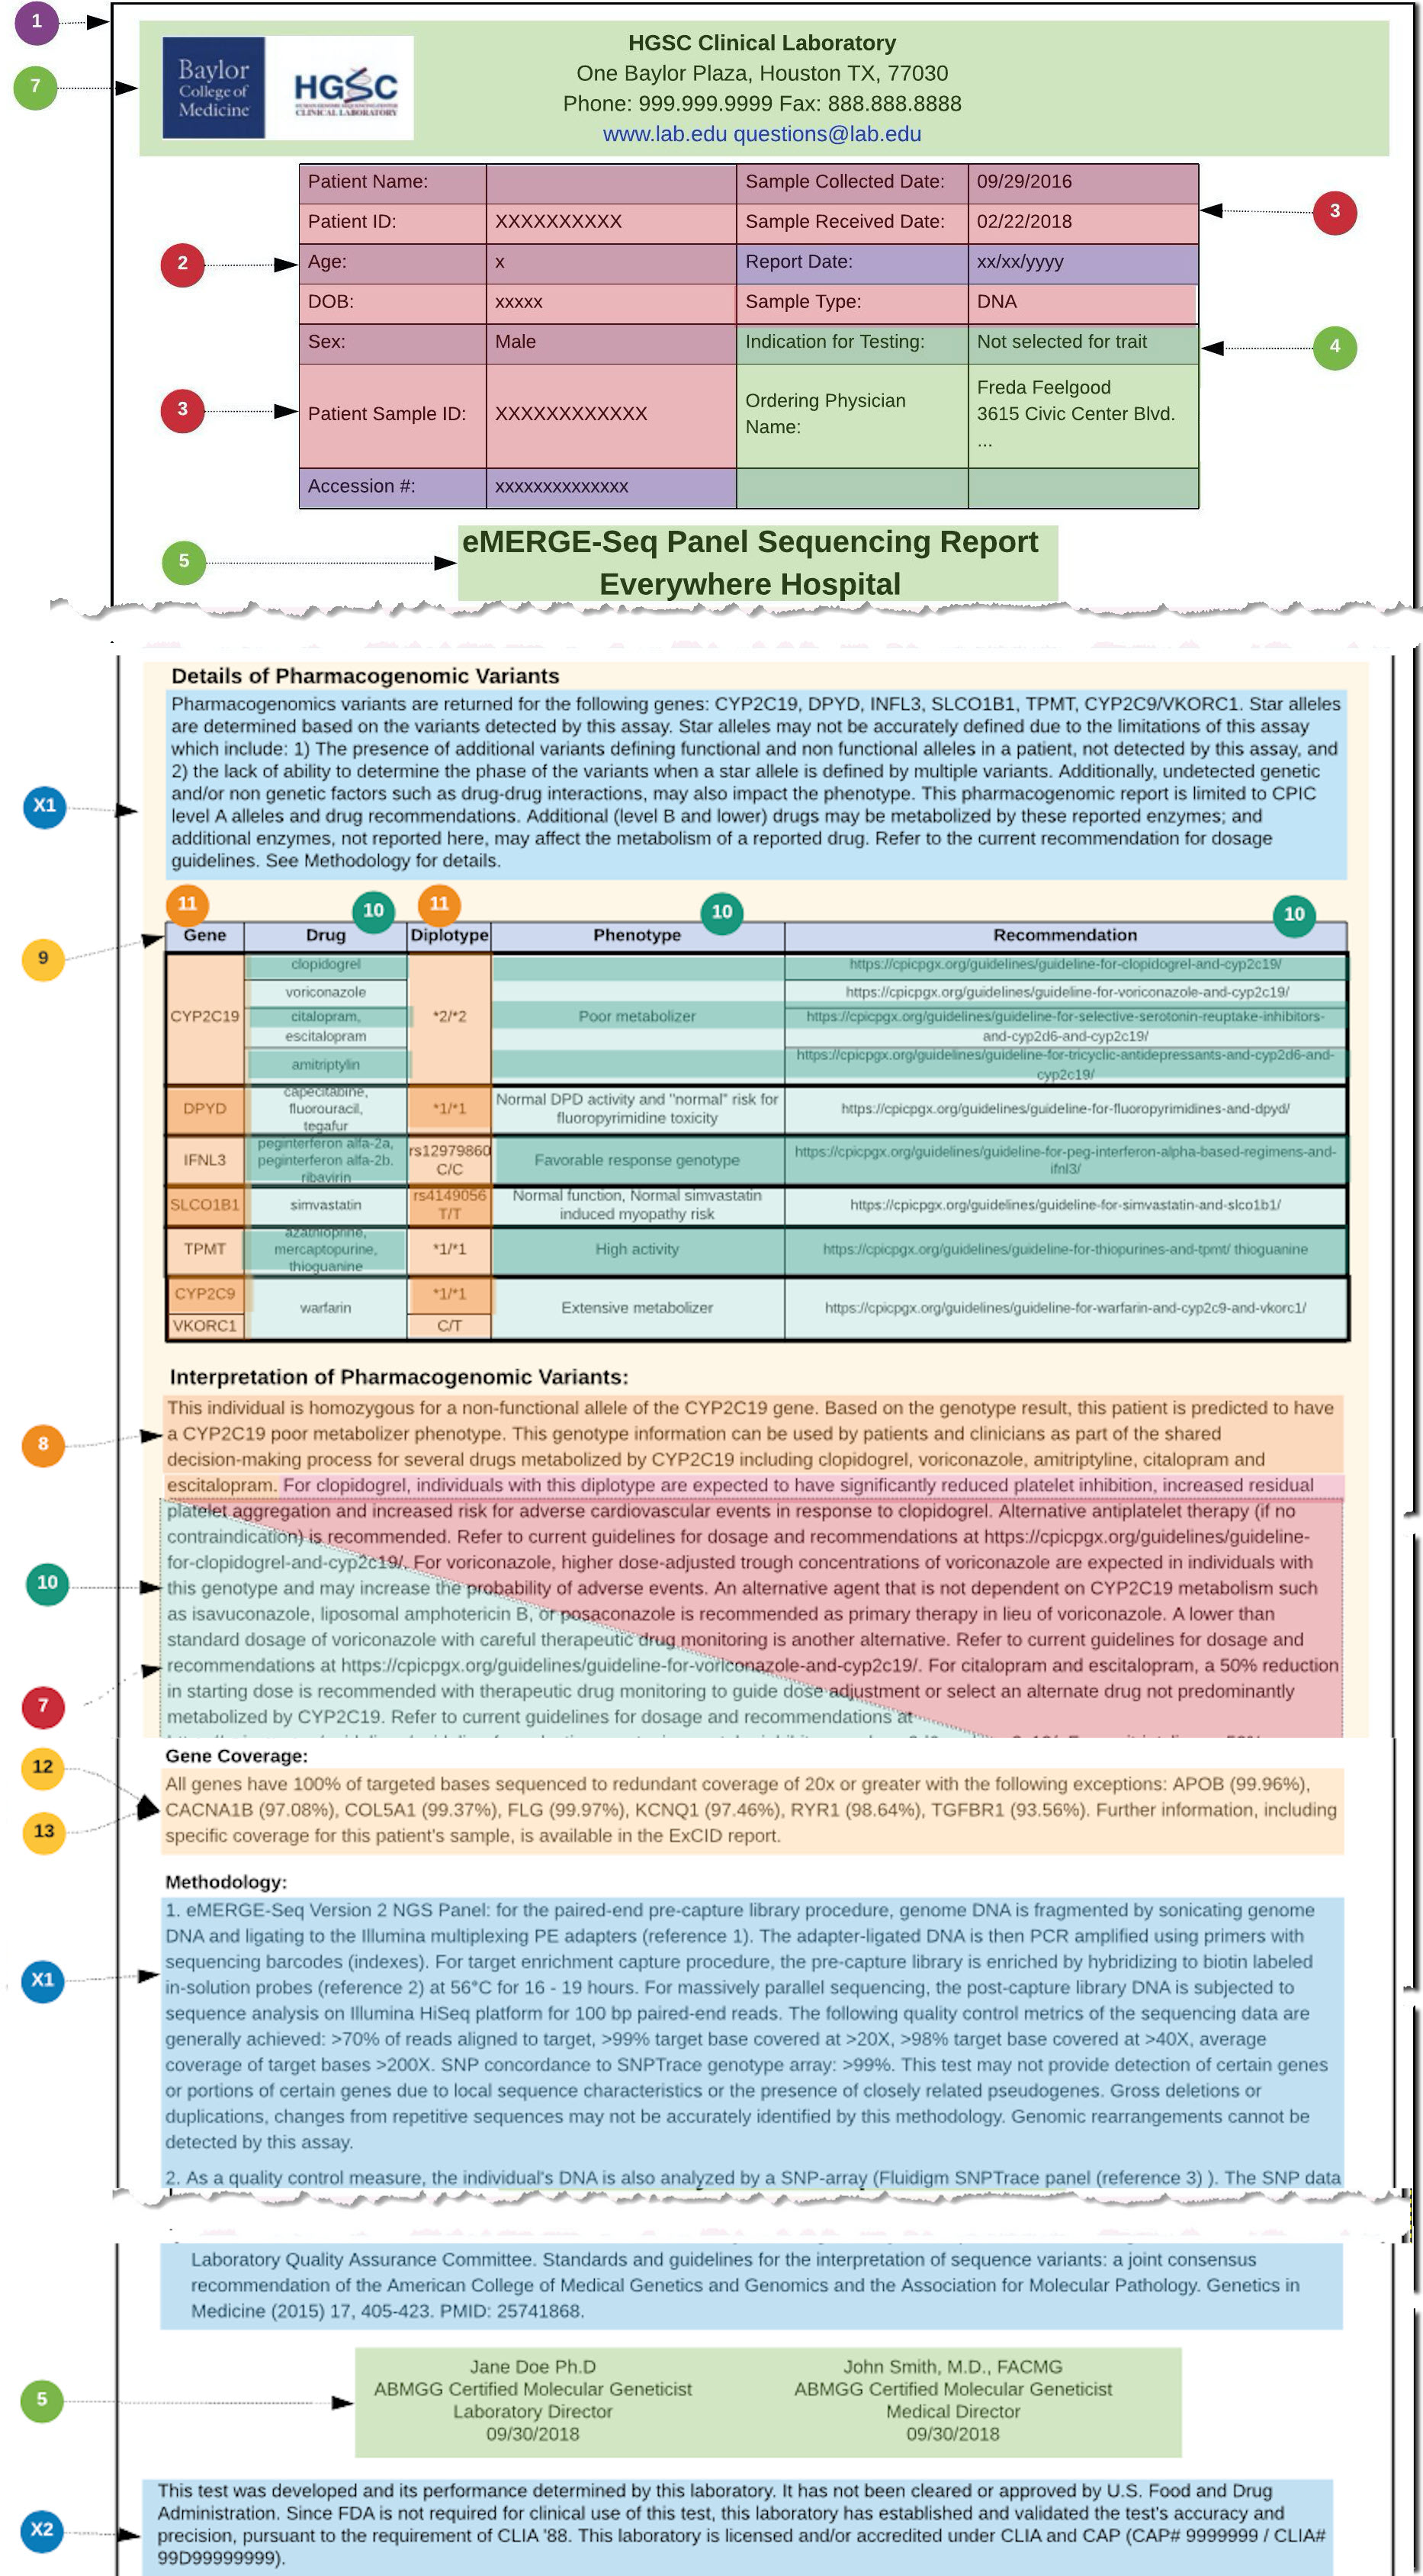 1
7
Baylor
College of
Medicine
HGSC
HUMAN GENOME SEQUENCING CENTER
CLINICAL LABORATORY
HGSC Clinical Laboratory
One Baylor Plaza, Houston TX, 77030
Phone: 999.999.9999 Fax: 888.888.8888
www.lab.edu questions@lab.edu
Patient Name: Sample Collected Date: 09/29/2016
3
Patient ID: XXXXXXXXXX Sample Received Date: 02/22/2018
2
Age: x Report Date: xx/xx/yyyy
DOB: xxxxx Sample Type: DNA
Sex: Male Indication for Testing: Not selected for trait
4
3
Patient Sample ID: XXXXXXXXXXXX Ordering Physician Name: Freda Feelgood
3615 Civic Center Blvd.
...
Accession #: xxxxxxxxxxxxxx
5
eMERGE-Seq Panel Sequencing Report
Everywhere Hospital
Details of Pharmacogenomic Variants
Pharmacogenomics variants are returned for the following genes: CYP2C19, DPYD, INFL3, SLCO1B1, TPMT, CYP2C9/VKORC1. Star alleles
are determined based on the variants detected by this assay. Star alleles may not be accurately defined due to the limitations of this assay
which include: 1) The presence of additional variants defining functional and non functional alleles in a patient, not detected by this assay, and
2) the lack of ability to determine the phase of the variants when a star allele is defined by multiple variants. Additionally, undetected genetic
X1
and/or non genetic factors such as drug-drug interactions, may also impact the phenotype. This pharmacogenomic report is limited to CPIC
level A alleles and drug recommendations. Additional (level B and lower) drugs may be metabolized by these reported enzymes; and
additional enzymes, not reported here, may affect the metabolism of a reported drug. Refer to the current recommendation for dosage
guidelines. See Methodology for details.
11 10 11 10 10
9
Gene Drug Diplotype Phenotype Recommendation
clopidogrel https://cpicpgx.org/guidelines/guideline-for-clopidogrel-and-cyp2c19/
voriconazole https://cpicpgx.org/guidelines/guideline-for-voriconazole-and-cyp2c19/
CYP2C19 citalopram, *2/*2 Poor metabolizer https://cpicpgx.org/guidelines/guideline-for-selective-serotonin-reuptake-inhibitors-
escitalopram and-cyp2d6-and-cyp2c19/
amitriptylin https://cpicpgx.org/guidelines/guideline-for-tricyclic-antidepressants-and-cyp2d6-and-
cyp2c19/
capecitabine,
fluorouracil,
tegafur
DPYD *1/*1 Normal DPD activity and "normal" risk for
fluoropyrimidine toxicity
https://cpicpgx.org/guidelines/guideline-for-fluoropyrimidines-and-dpyd/
IFNL3 peginterferon alfa-2a,
peginterferon alfa-2b.
ribavirin
rs12979860
C/C
Favorable response genotype https://cpicpgx.org/guidelines/guideline-for-peg-interferon-alpha-based-regimens-and-
ifnl3/
SLCO1B1 simvastatin rs4149056
T/T
Normal function, Normal simvastatin
induced myopathy risk
https://cpicpgx.org/guidelines/guideline-for-simvastatin-and-slco1b1/
TPMT azathioprine,
mercaptopurine,
thioguanine
*1/*1 High activity https://cpicpgx.org/guidelines/guideline-for-thiopurines-and-tpmt/ thioguanine
CYP2C9 *1/*1
warfarin Extensive metabolizer https://cpicpgx.org/guidelines/guideline-for-warfarin-and-cyp2c9-and-vkorc1/
VKORC1 C/T
Interpretation of Pharmacogenomic Variants:
This individual is homozygous for a non-functional allele of the CYP2C19 gene. Based on the genotype result, this patient is predicted to have
8
a CYP2C19 poor metabolizer phenotype. This genotype information can be used by patients and clinicians as part of the shared
decision-making process for several drugs metabolized by CYP2C19 including clopidogrel, voriconazole, amitriptyline, citalopram and
escitalopram. For clopidogrel, individuals with this diplotype are expected to have significantly reduced platelet inhibition, increased residual
platelet aggregation and increased risk for adverse cardiovascular events in response to clopidogrel. Alternative antiplatelet therapy (if no
contraindication) is recommended. Refer to current guidelines for dosage and recommendations at https://cpicpgx.org/guidelines/guideline-
for-clopidogrel-and-cyp2c19/. For voriconazole, higher dose-adjusted trough concentrations of voriconazole are expected in individuals with
10
this genotype and may increase the probability of adverse events. An alternative agent that is not dependent on CYP2C19 metabolism such
as isavuconazole, liposomal amphotericin B, or posaconazole is recommended as primary therapy in lieu of voriconazole. A lower than
standard dosage of voriconazole with careful therapeutic drug monitoring is another alternative. Refer to current guidelines for dosage and
recommendations at https://cpicpgx.org/guidelines/guideline-for-voriconazole-and-cyp2c19/. For citalopram and escitalopram, a 50% reduction
7
in starting dose is recommended with therapeutic drug monitoring to guide dose adjustment or select an alternate drug not predominantly
metabolized by CYP2C19. Refer to current guidelines for dosage and recommendations at
Gene Coverage:
12
All genes have 100% of targeted bases sequenced to redundant coverage of 20x or greater with the following exceptions: APOB (99.96%),
CACNA1B (97.08%), COL5A1 (99.37%), FLG (99.97%), KCNQ1 (97.46%), RYR1 (98.64%), TGFBR1 (93.56%). Further information, including
13
specific coverage for this patient's sample, is available in the ExCID report.
Methodology:
1. eMERGE-Seq Version 2 NGS Panel: for the paired-end pre-capture library procedure, genome DNA is fragmented by sonicating genome
DNA and ligating to the Illumina multiplexing PE adapters (reference 1). The adapter-ligated DNA is then PCR amplified using primers with
sequencing barcodes (indexes). For target enrichment capture procedure, the pre-capture library is enriched by hybridizing to biotin labeled
X1
in-solution probes (reference 2) at 56°C for 16 - 19 hours. For massively parallel sequencing, the post-capture library DNA is subjected to
sequence analysis on Illumina HiSeq platform for 100 bp paired-end reads. The following quality control metrics of the sequencing data are
generally achieved: >70% of reads aligned to target, >99% target base covered at >20X, >98% target base covered at >40X, average
coverage of target bases >200X. SNP concordance to SNPTrace genotype array: >99%. This test may not provide detection of certain genes
or portions of certain genes due to local sequence characteristics or the presence of closely related pseudogenes. Gross deletions or
duplications, changes from repetitive sequences may not be accurately identified by this methodology. Genomic rearrangements cannot be
detected by this assay.
2. As a quality control measure, the individual's DNA is also analyzed by a SNP-array (Fluidigm SNPTrace panel (reference 3) ). The SNP data
Laboratory Quality Assurance Committee. Standards and guidelines for the interpretation of sequence variants: a joint consensus
recommendation of the American College of Medical Genetics and Genomics and the Association for Molecular Pathology. Genetics in
Medicine (2015) 17, 405-423. PMID: 25741868.
Jane Doe Ph.D John Smith, M.D., FACMG
ABMGG Certified Molecular Geneticist ABMGG Certified Molecular Geneticist
5
Laboratory Director Medical Director
09/30/2018 09/30/2018
This test was developed and its performance determined by this laboratory. It has not been cleared or approved by U.S. Food and Drug
Administration. Since FDA is not required for clinical use of this test, this laboratory has established and validated the test's accuracy and
X2
precision, pursuant to the requirement of CLIA '88. This laboratory is licensed and/or accredited under CLIA and CAP (CAP# 9999999 / CLIA#
99D99999999).